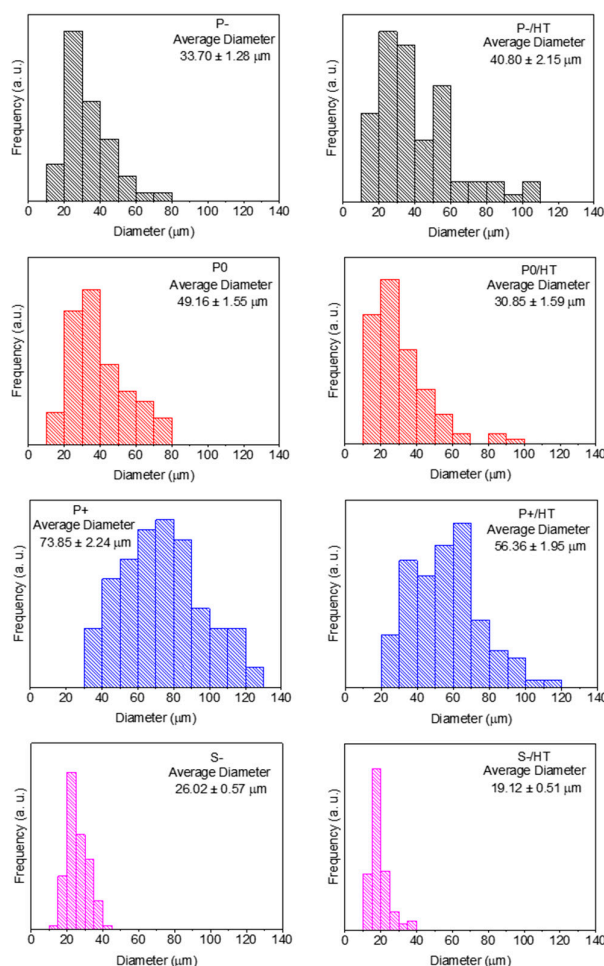 P-
Average Diameter
33.70 ± 1.28 μm
Frequency (a. u.)
0 20 40 60 80 100 120 140
Diameter (μm)
P-/HT
Average Diameter
40.80 ± 2.15 μm
Frequency (a. u.)
0 20 40 60 80 100 120 140
Diameter (μm)
P0
Average Diameter
49.16 ± 1.55 μm
Frequency (a.u.)
0 20 40 60 80 100 120 140
Diameter (μm)
P0/HT
Average Diameter
30.85 ± 1.59 μm
Frequency (a.u.)
0 20 40 60 80 100 120 140
Diameter (μm)
P+
Average Diameter
73.85 ± 2.24 μm
Frequency (a.u.)
0 20 40 60 80 100 120 140
Diameter (μm)
P+/HT
Average Diameter
56.36 ± 1.95 μm
Frequency (a.u.)
0 20 40 60 80 100 120 140
Diameter (μm)
S-
Average Diameter
26.02 ± 0.57 μm
Frequency (a. u.)
0 20 40 60 80 100 120 140
Diameter (μm)
S-/HT
Average Diameter
19.12 ± 0.51 μm
Frequency (a. u.)
0 20 40 60 80 100 120 140
Diameter (μm)